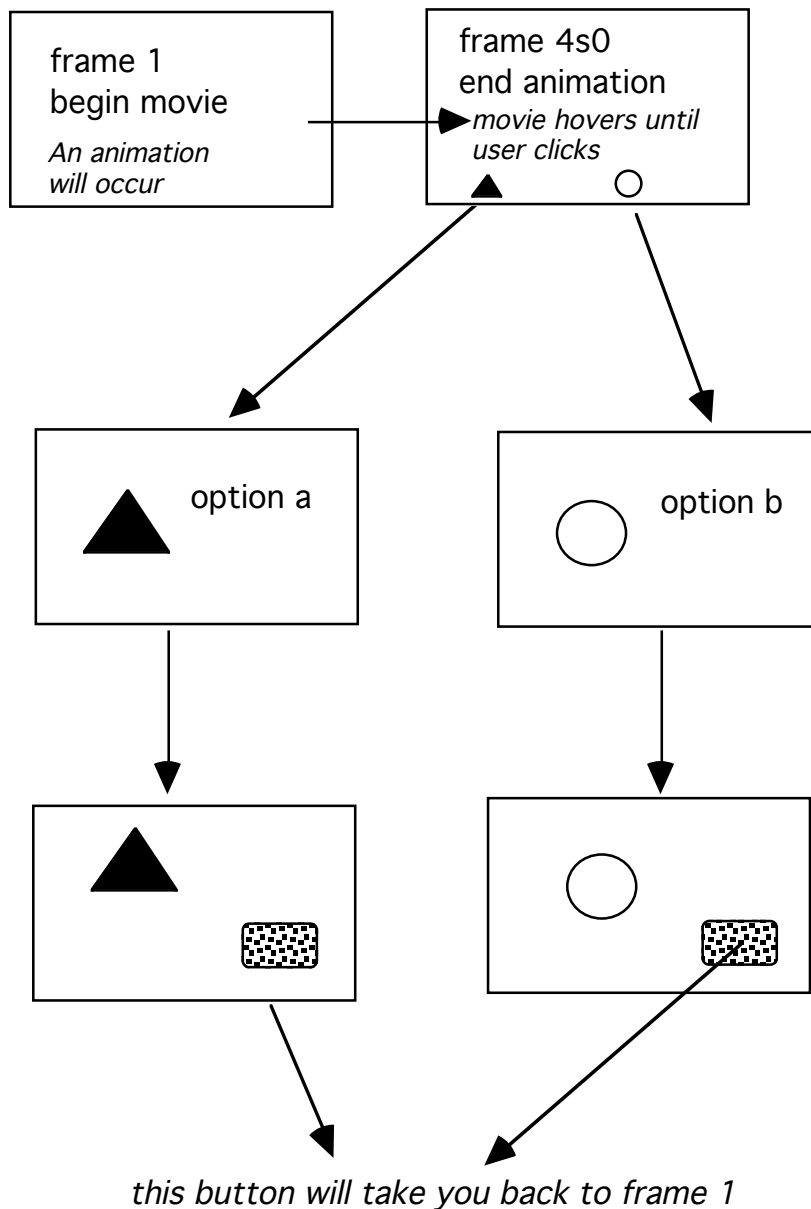 frame 1
begin movie
An animation
will occur
frame 4s0
end animation
movie hovers until
user clicks
option a
option b
this button will take you back to frame 1